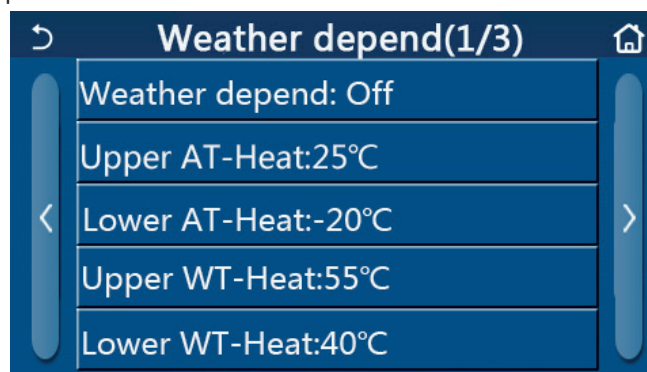 Weather depend(1/3)
Weather depend: Off
Upper AT-Heat:25℃
Lower AT-Heat:-20℃
Upper WT-Heat:55℃
Lower WT-Heat:40℃